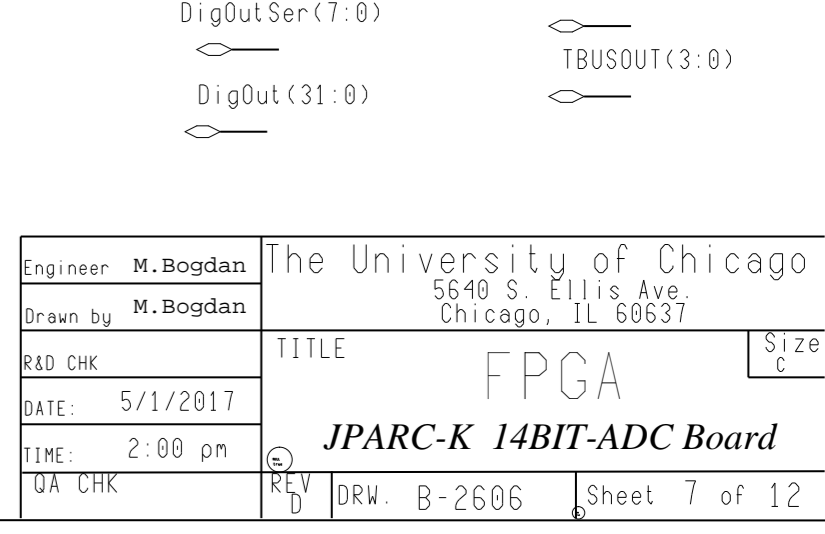 DigOutSer(7:0)
TBUSOUT(3:0)
DigOut(31:0)
Engineer M.Bogdan
The University of Chicago
5640 S. Ellis Ave.
Chicago, IL 60637
Drawn by M.Bogdan
R&D CHK
TITLE
FPGA
Size
C
DATE: 5/1/2017
JPARC-K 14BIT-ADC Board
TIME: 2:00 pm
QA CHK
REV
D
DRW. B-2606
Sheet 7 of 12